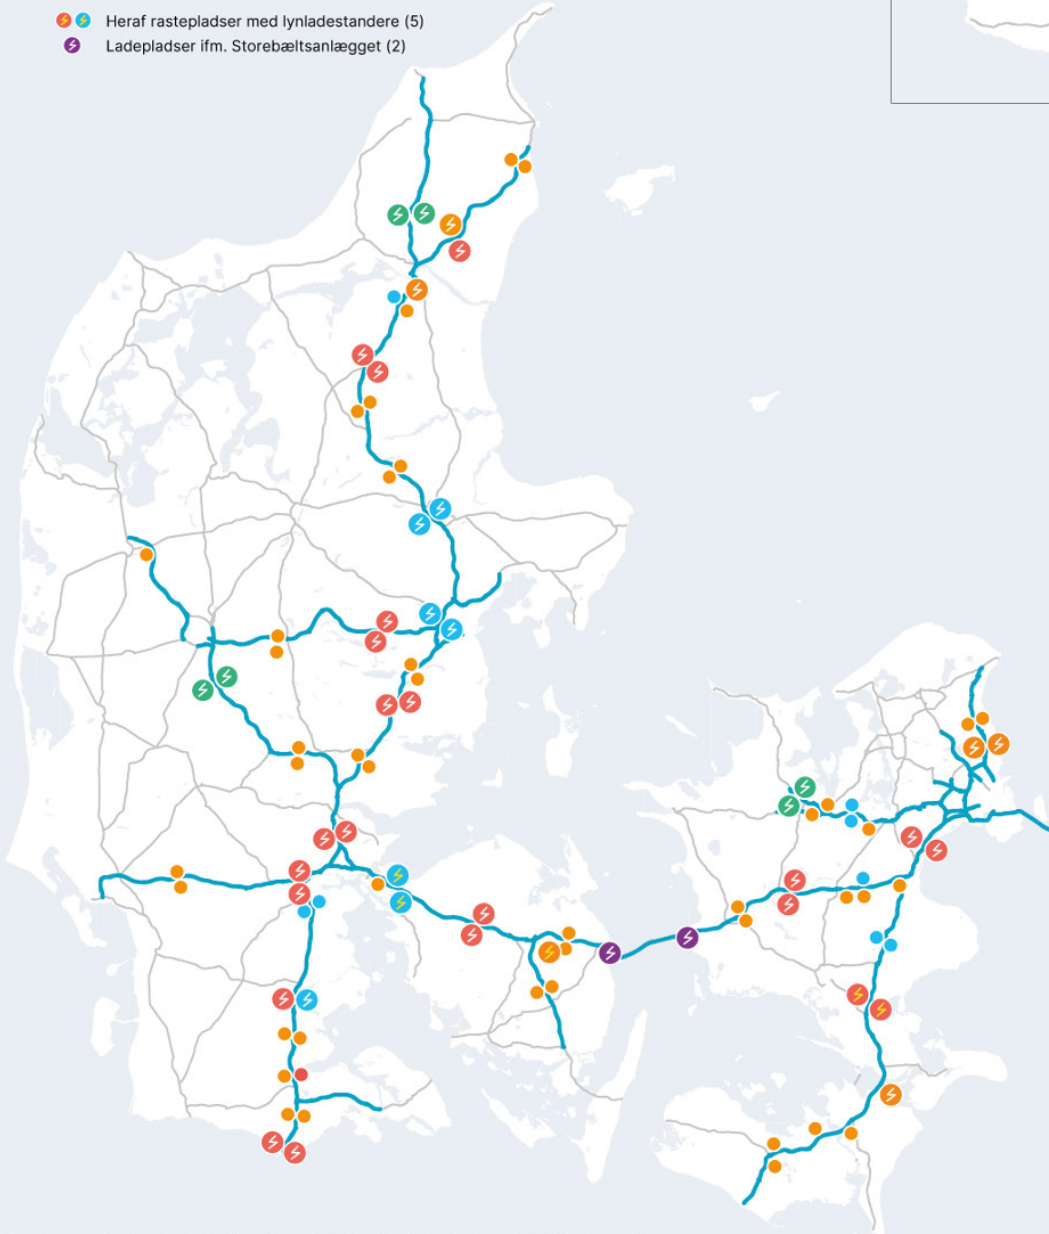 Heraf rastepladser med lynladestandere (5)
Ladepladser ifm. Storebæltsanlægget (2)